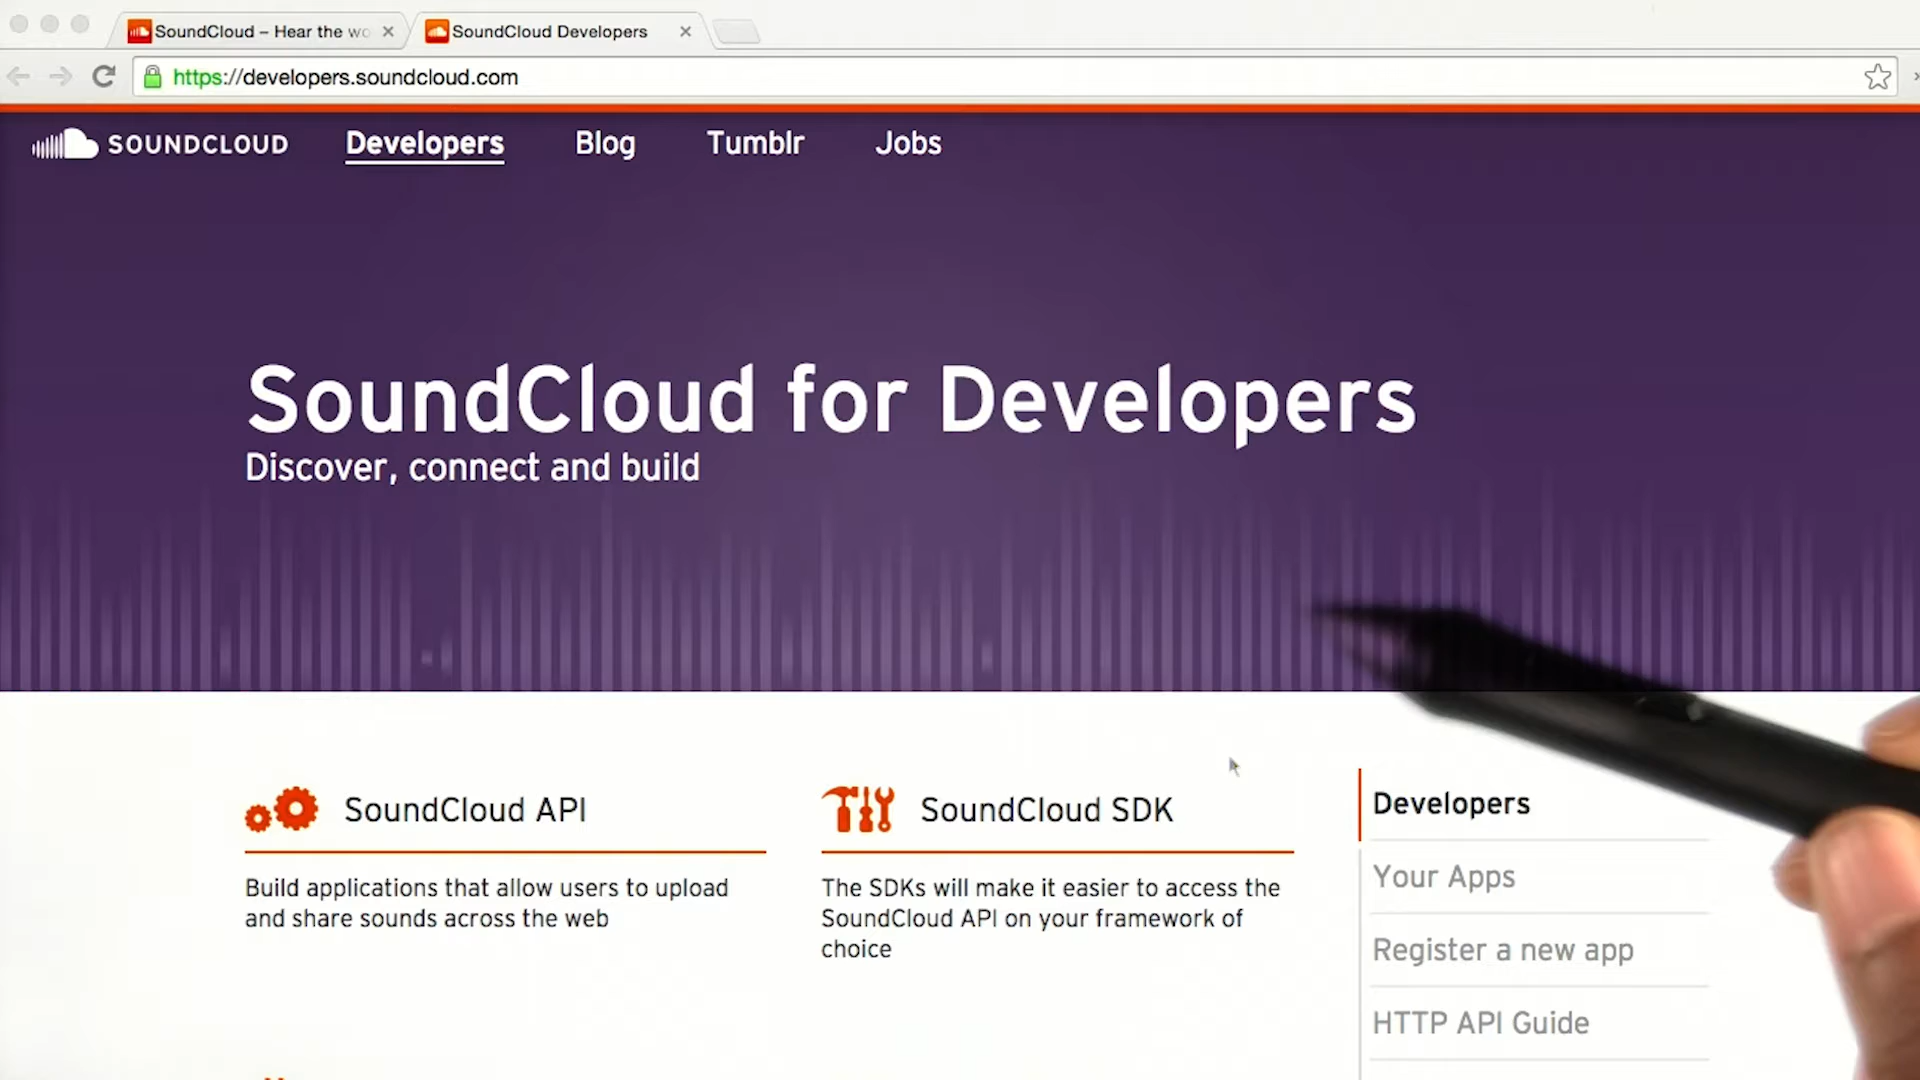 SoundCloud – Hear the wo
SoundCloud Developers
https://developers.soundcloud.com
SOUNDCLOUD
Developers
Blog
Tumblr
Jobs
SoundCloud for Developers
Discover, connect and build
SoundCloud API
Build applications that allow users to upload
and share sounds across the web
SoundCloud SDK
The SDKs will make it easier to access the
SoundCloud API on your framework of
choice
Developers
Your Apps
Register a new app
HTTP API Guide